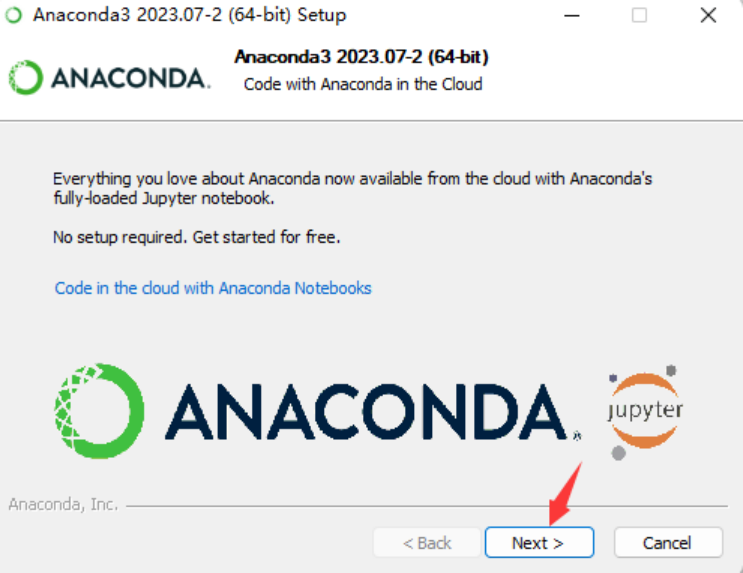 Anaconda3 2023.07-2 (64-bit) Setup
Anaconda3 2023.07-2 (64-bit)
ANACONDA.
Code with Anaconda in the Cloud
Everything you love about Anaconda now available from the cloud with Anaconda's
fully-loaded Jupyter notebook.
No setup required. Get started for free.
Code in the cloud with Anaconda Notebooks
ANACONDA.®
jupyter
Anaconda, Inc.
< Back
Next >
Cancel